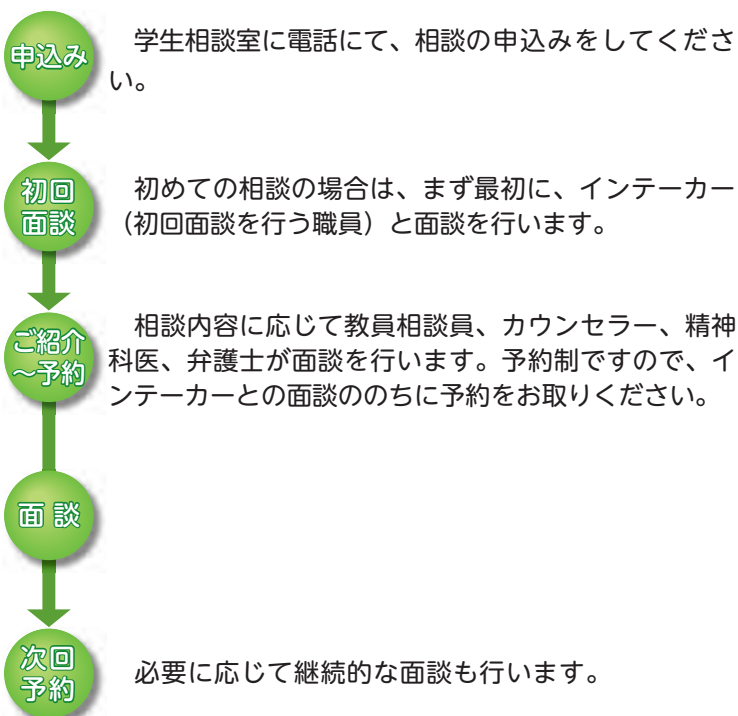 申込み
学生相談室に電話にて、相談の申込みをしてくださ
い。
初回
面談
初めての相談の場合は、まず最初に、インテーカー
（初回面談を行う職員）と面談を行います。
ご紹介
～予約
相談内容に応じて教員相談員、カウンセラー、精神
科医、弁護士が面談を行います。予約制ですので、イ
ンテーカーとの面談ののちに予約をお取りください。
面 談
次回
予約
必要に応じて継続的な面談も行います。